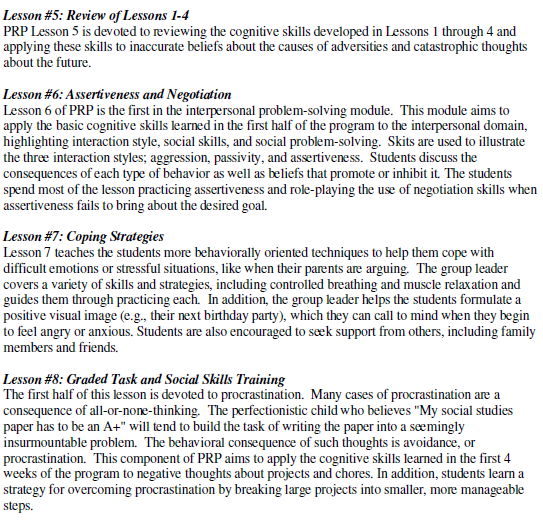 Lesson #5: Review of Lessons 1-4
PRP Lesson 5 is devoted to reviewing the cognitive skills developed in Lessons 1 through 4 and
applying these skills to inaccurate beliefs about the causes of adversities and catastrophic thoughts
about the future.
Lesson #6: Assertiveness and Negotiation
Lesson 6 of PRP is the first in the interpersonal problem-solving module. This module aims to
apply the basic cognitive skills learned in the first half of the program to the interpersonal domain,
highlighting interaction style, social skills, and social problem-solving. Skits are used to illustrate
the three interaction styles; aggression, passivity, and assertiveness. Students discuss the
consequences of each type of behavior as well as beliefs that promote or inhibit it. The students
spend most of the lesson practicing assertiveness and role-playing the use of negotiation skills when
assertiveness fails to bring about the desired goal.
Lesson #7: Coping Strategies
Lesson 7 teaches the students more behaviorally oriented techniques to help them cope with
difficult emotions or stressful situations, like when their parents are arguing. The group leader
covers a variety of skills and strategies, including controlled breathing and muscle relaxation and
guides them through practicing each. In addition, the group leader helps the students formulate a
positive visual image (e.g., their next birthday party), which they can call to mind when they begin
to feel angry or anxious. Students are also encouraged to seek support from others, including family
members and friends.
Lesson #8: Graded Task and Social Skills Training
The first half of this lesson is devoted to procrastination. Many cases of procrastination are a
consequence of all-or-none-thinking. The perfectionistic child who believes "My social studies
paper has to be an A+" will tend to build the task of writing the paper into a seemingly
insurmountable problem. The behavioral consequence of such thoughts is avoidance, or
procrastination. This component of PRP aims to apply the cognitive skills learned in the first 4
weeks of the program to negative thoughts about projects and chores. In addition, students learn a
strategy for overcoming procrastination by breaking large projects into smaller, more manageable
steps.